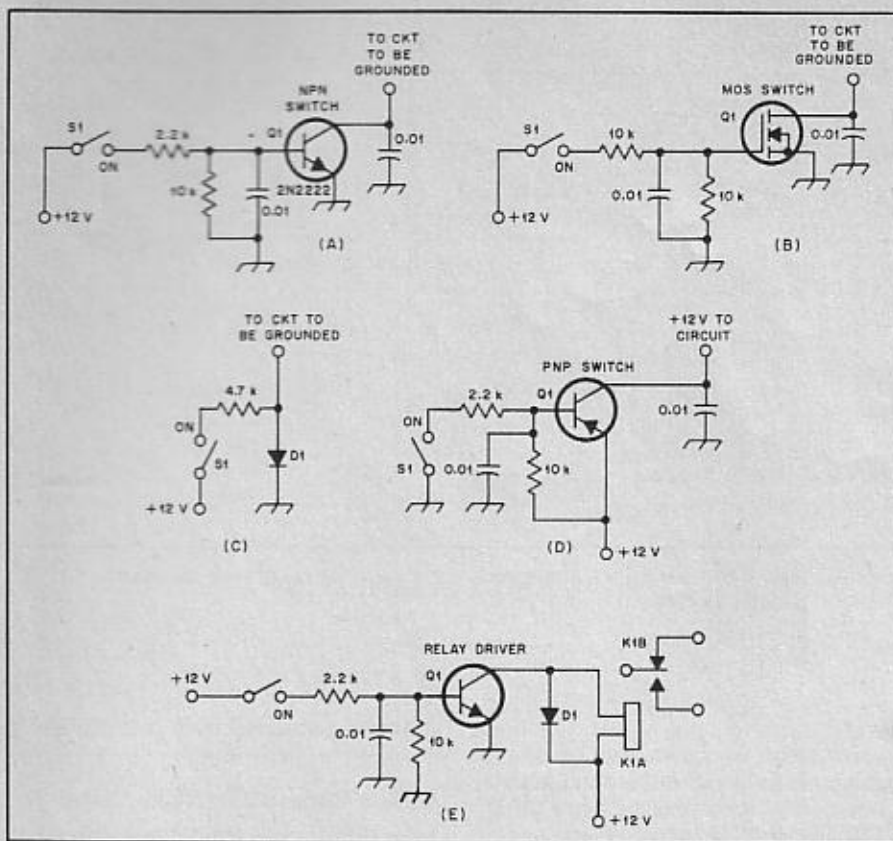 TO CKT
TO BE
GROUNDED
NPN
SWITCH
S1
2.2 k
Q1
ON
10 k
0.01
2N2222
0.01
+12 V
(A)
TO CKT
TO BE
GROUNDED
MOS SWITCH
Q1
S1
10 k
0.01
ON
0.01
10 k
+12 V
(B)
TO CKT TO
BE GROUNDED
4.7 k
ON
S1
D1
+12 V
(C)
+12 V TO
CIRCUIT
PNP SWITCH
Q1
2.2 k
0.01
ON
S1
0.01
10 k
(D)
+12 V
RELAY DRIVER
K1B
+12 V
2.2 k
Q1
ON
0.01
10 k
D1
K1A
(E)
+12 V